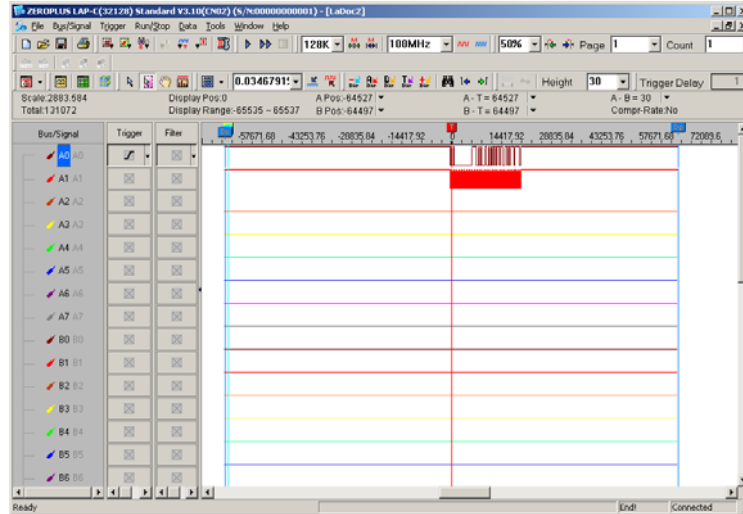 ZEROPLUS LAP-C(32128) Standard V3.10(CN02) (S/N:00000000001) - [LaDoc2]
File Bus/Signal Trigger Run/Stop Data Tools Window Help
128K 100MHz 50% Page 1 Count 1
Height 30 Trigger Delay 1
Scale:2883.584 Display Pos:0 A Pos:-64527 A - T = 64527 A - B = 30
Total:131072 Display Range:-65535 ~ 65537 B Pos:-64497 B - T = 64497 Compr-Rate:No
Bus/Signal Trigger Filter -57671.68 -43253.76 -28835.84 -14417.92 0 14417.92 28835.84 43253.76 57671.68 72089.6
A0 A0
A1 A1
A2 A2
A3 A3
A4 A4
A5 A5
A6 A6
A7 A7
B0 B0
B1 B1
B2 B2
B3 B3
B4 B4
B5 B5
B6 B6
Ready End! Connected